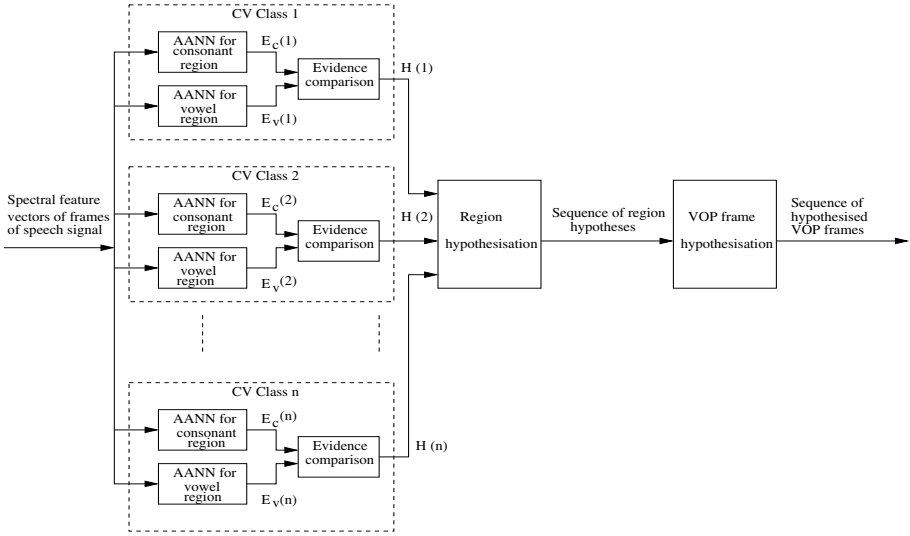 CV Class 1
AANN for
consonant
region
E_c(1)
Evidence
comparison
H (1)
AANN for
vowel
region
E_v(1)
Spectral feature
vectors of frames
of speech signal
CV Class 2
AANN for
consonant
region
E_c(2)
Evidence
comparison
H (2)
AANN for
vowel
region
E_v(2)
Region
hypothesisation
Sequence of region
hypotheses
VOP frame
hypothesisation
Sequence of
hypothesised
VOP frames
CV Class n
AANN for
consonant
region
E_c(n)
Evidence
comparison
H (n)
AANN for
vowel
region
E_v(n)